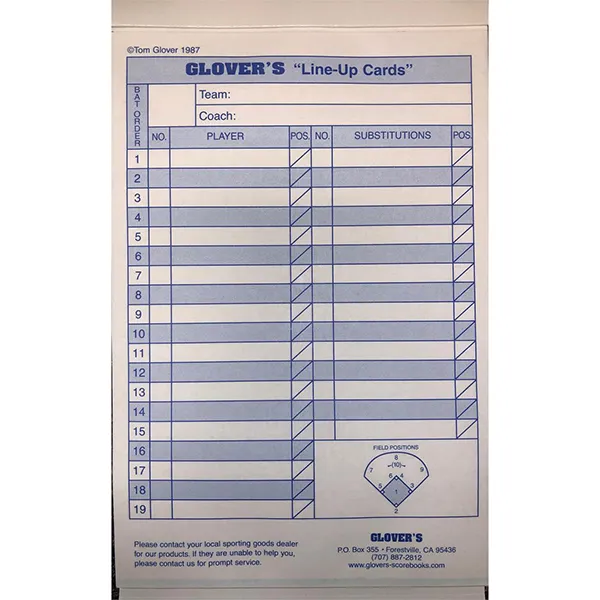 ©Tom Glover 1987
GLOVER'S "Line-Up Cards"
BAT ORDER
Team:
Coach:
NO. PLAYER POS. NO. SUBSTITUTIONS POS.
1
2
3
4
5
6
7
8
9
10
11
12
13
14
15
16
17
18
19
FIELD POSITIONS
8
7 (10) 9
6 4
5 1 3
2
Please contact your local sporting goods dealer
for our products. If they are unable to help you,
please contact us for prompt service.
GLOVER'S
P.O. Box 355 • Forestville, CA 95436
(707) 887-2812
www.glovers-scorebooks.com